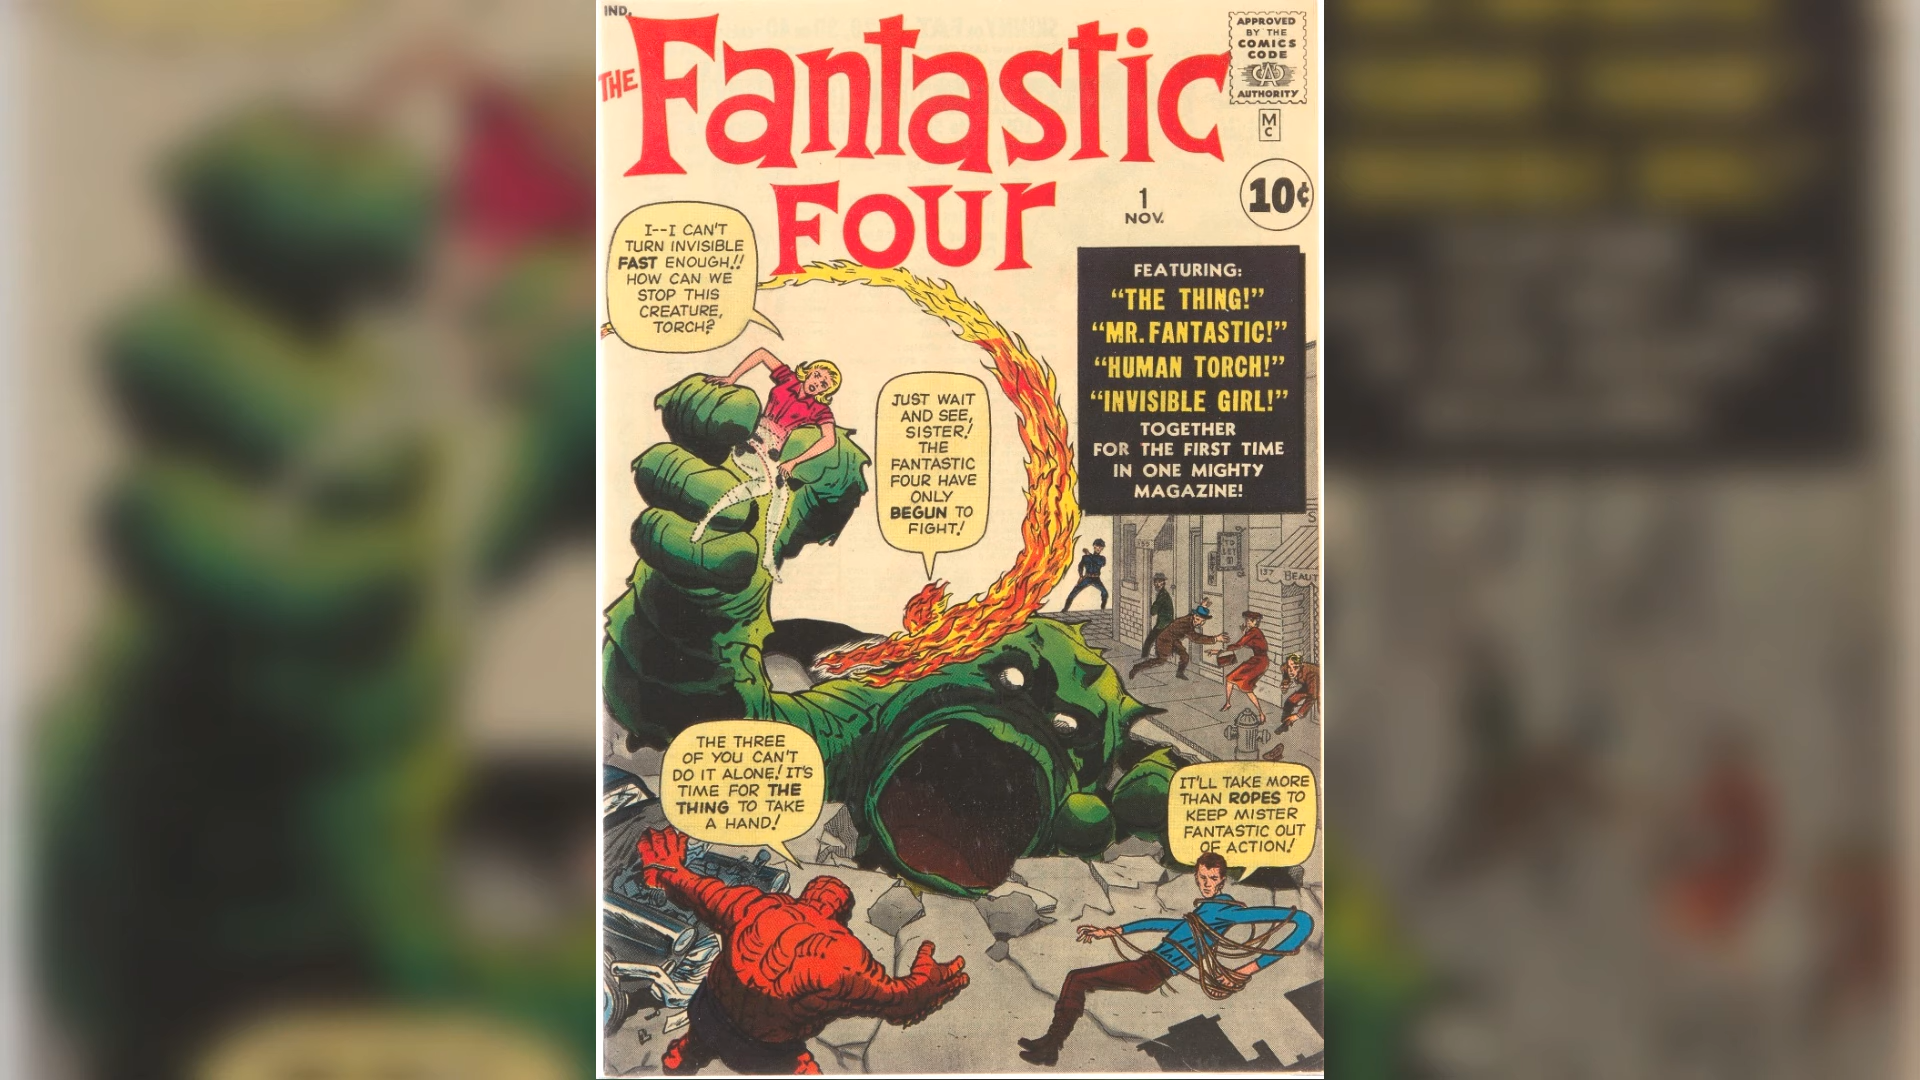 IND.
THE
Fantastic
Four
APPROVED
BY THE
COMICS
CODE
CA
AUTHORITY
M
C
1
NOV.
10¢
I--I CAN'T
TURN INVISIBLE
FAST ENOUGH!!
HOW CAN WE
STOP THIS
CREATURE,
TORCH?
FEATURING:
"THE THING!"
"MR. FANTASTIC!"
"HUMAN TORCH!"
"INVISIBLE GIRL!"
TOGETHER
FOR THE FIRST TIME
IN ONE MIGHTY
MAGAZINE!
JUST WAIT
AND SEE,
SISTER!
THE
FANTASTIC
FOUR HAVE
ONLY
BEGUN TO
FIGHT!
137 BEAUT
THE THREE
OF YOU CAN'T
DO IT ALONE! IT'S
TIME FOR THE
THING TO TAKE
A HAND!
IT'LL TAKE MORE
THAN ROPES TO
KEEP MISTER
FANTASTIC OUT
OF ACTION!